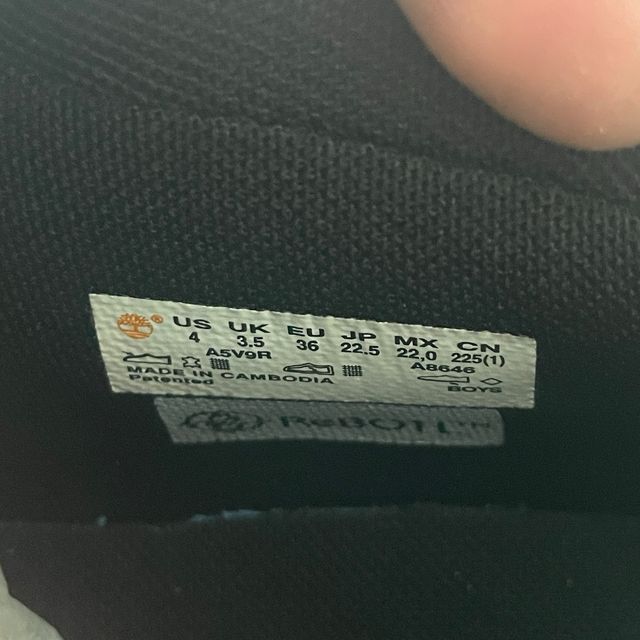 ® US UK EU JP MX CN
4 3.5 36 22.5 22,0 225(1)
A5V9R A8646
MADE IN CAMBODIA BOYS
Patented
ReBOTL™